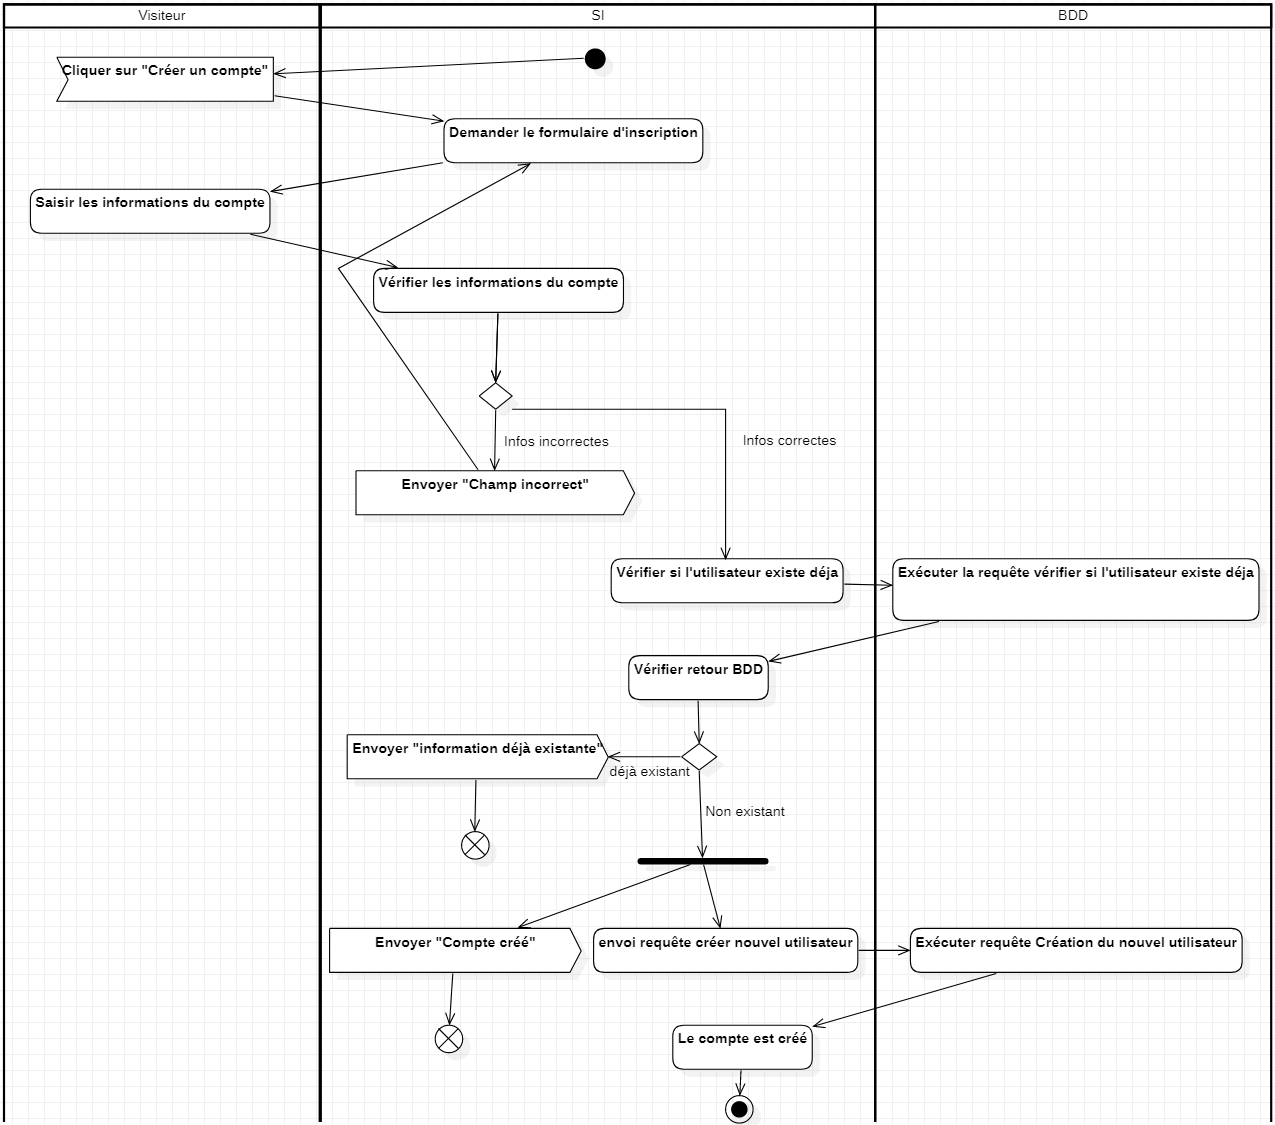 Visiteur
SI
BDD
Cliquer sur "Créer un compte"
Demander le formulaire d'inscription
Saisir les informations du compte
Vérifier les informations du compte
Infos incorrectes
Infos correctes
Envoyer "Champ incorrect"
Vérifier si l'utilisateur existe déja
Exécuter la requête vérifier si l'utilisateur existe déja
Vérifier retour BDD
Envoyer "information déjà existante"
déjà existant
Non existant
Envoyer "Compte créé"
envoi requête créer nouvel utilisateur
Exécuter requête Création du nouvel utilisateur
Le compte est créé